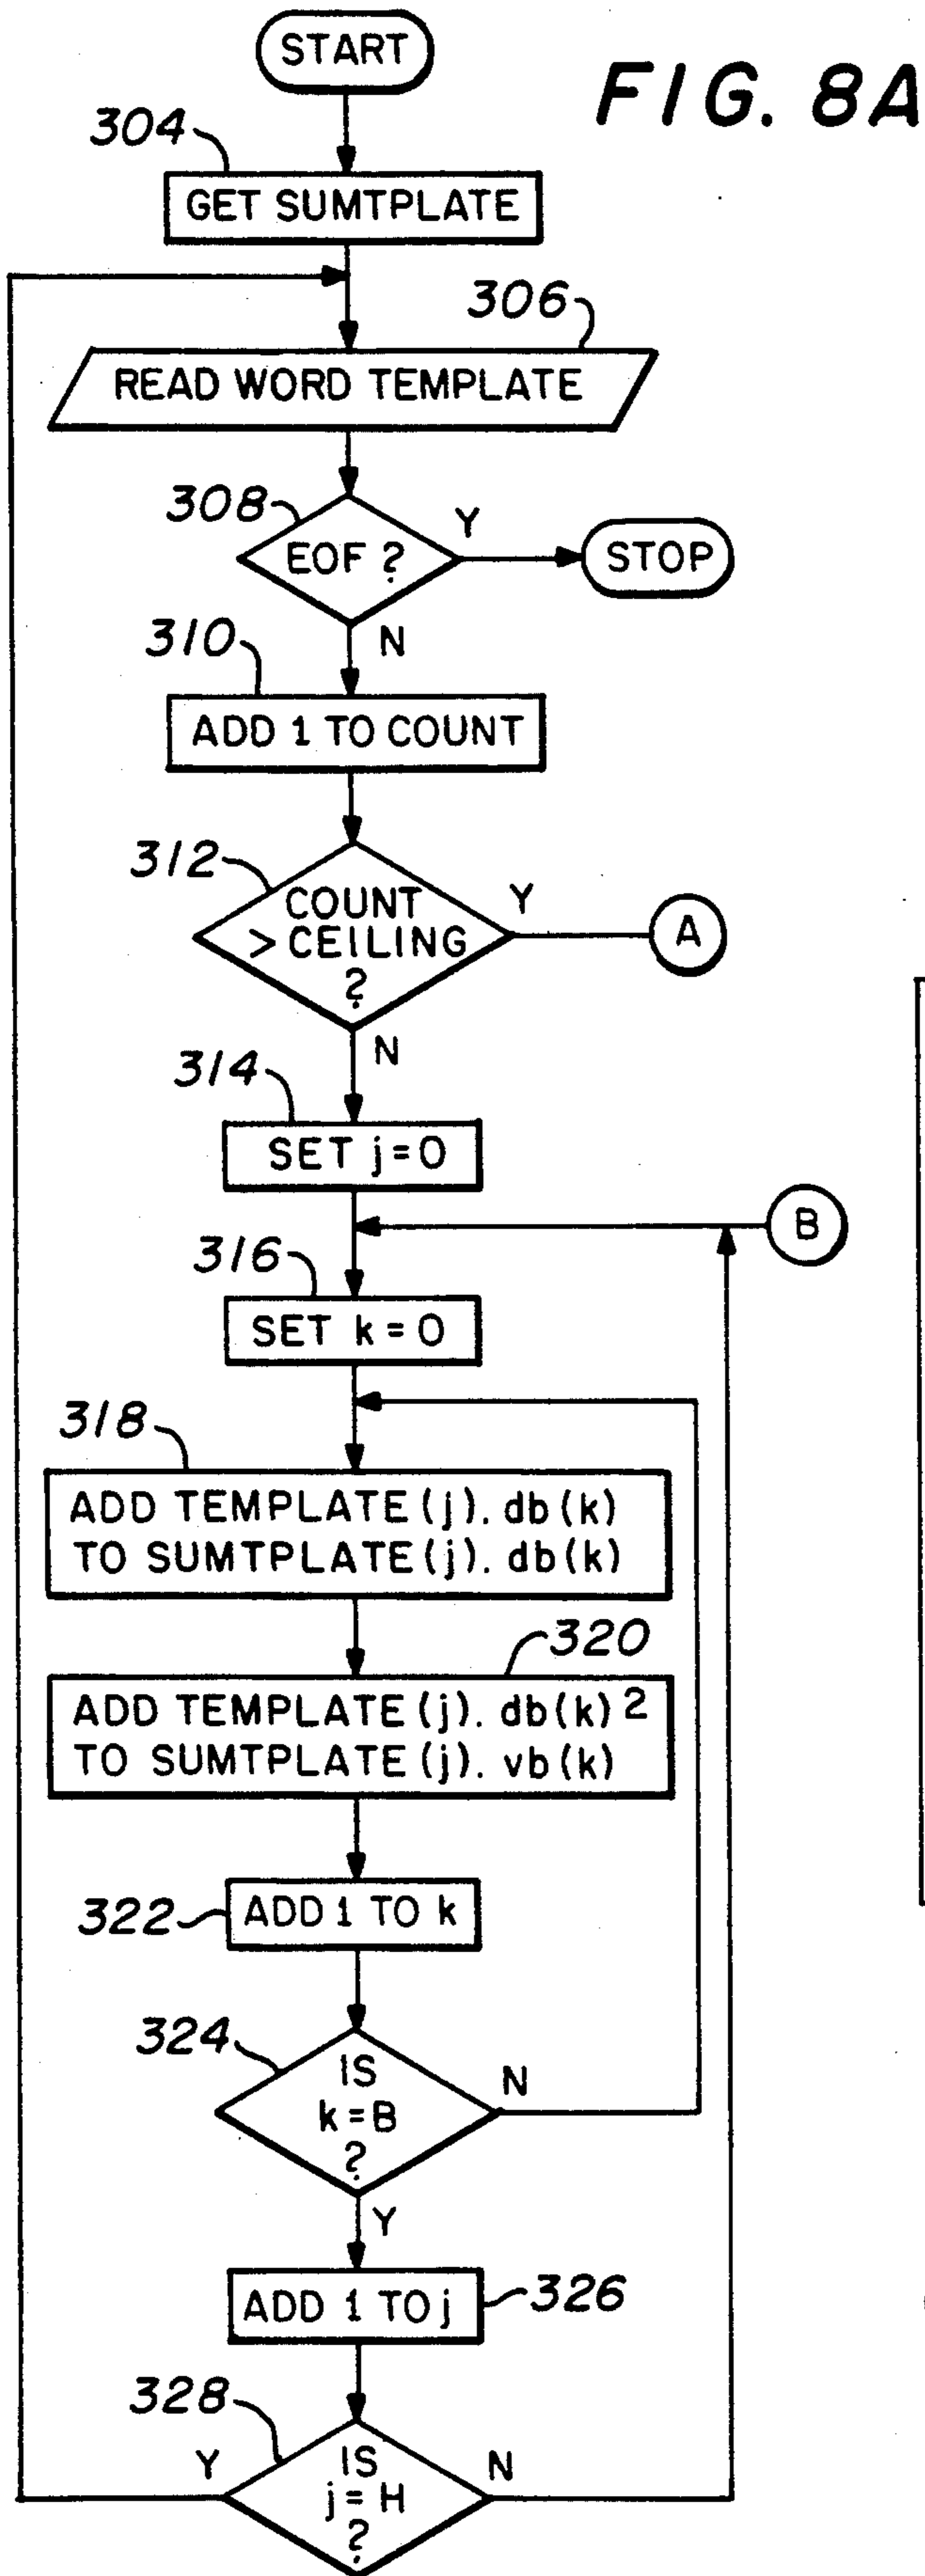 START
FIG. 8A
304
GET SUMTPLATE
306
READ WORD TEMPLATE
308
EOF ?
Y
STOP
N
310
ADD 1 TO COUNT
312
COUNT
> CEILING
?
Y
A
N
314
SET j=0
B
316
SET k=0
318
ADD TEMPLATE (j). db(k)
TO SUMTPLATE (j). db(k)
320
ADD TEMPLATE (j). db(k)²
TO SUMTPLATE (j). vb(k)
322
ADD 1 TO k
324
IS
k=B
?
N
Y
ADD 1 TO j
326
328
IS
j=H
?
Y
N